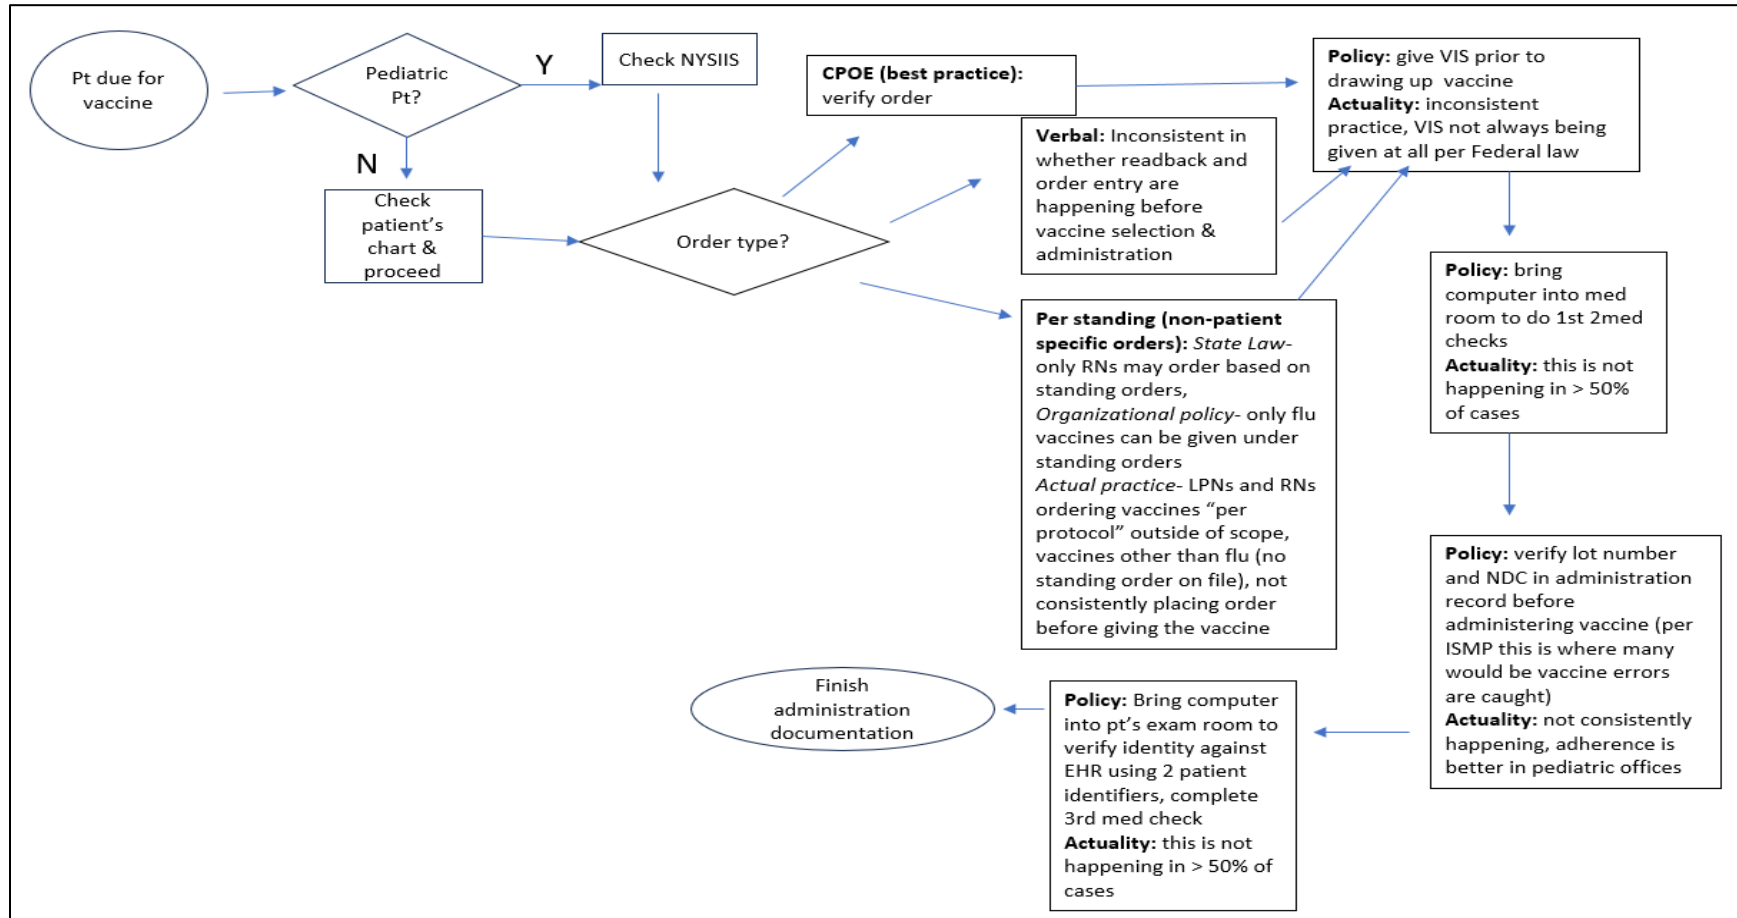 Pt due for
vaccine
Pediatric
Pt?
Y
Check NYSIIS
N
Check
patient's
chart &
proceed
Order type?
CPOE (best practice):
verify order
Verbal: Inconsistent in
whether readback and
order entry are
happening before
vaccine selection &
administration
Per standing (non-patient
specific orders): State Law-
only RNs may order based on
standing orders,
Organizational policy- only flu
vaccines can be given under
standing orders
Actual practice- LPNs and RNs
ordering vaccines “per
protocol” outside of scope,
vaccines other than flu (no
standing order on file), not
consistently placing order
before giving the vaccine
Policy: give VIS prior to
drawing up vaccine
Actuality: inconsistent
practice, VIS not always being
given at all per Federal law
Policy: bring
computer into med
room to do 1st 2med
checks
Actuality: this is not
happening in > 50%
of cases
Policy: verify lot number
and NDC in administration
record before
administering vaccine (per
ISMP this is where many
would be vaccine errors
are caught)
Actuality: not consistently
happening, adherence is
better in pediatric offices
Policy: Bring computer
into pt's exam room to
verify identity against
EHR using 2 patient
identifiers, complete
3rd med check
Actuality: this is not
happening in > 50% of
cases
Finish
administration
documentation